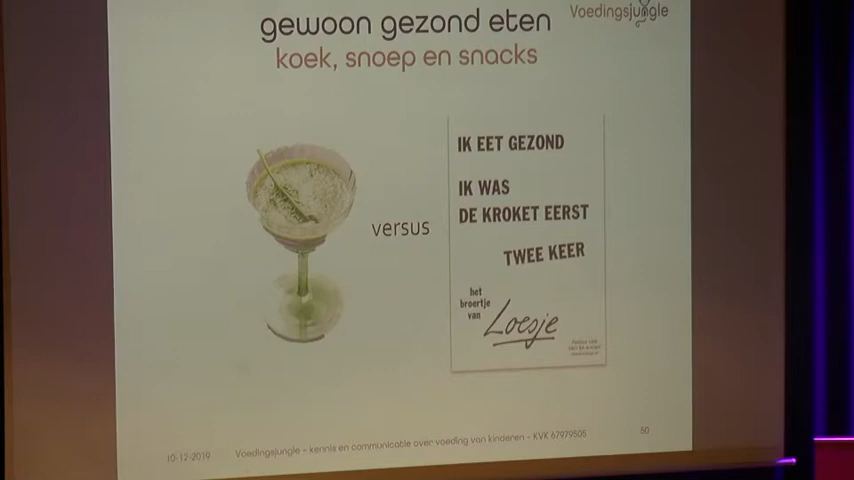 gewoon gezond eten
Voedingsjungle
koek, snoep en snacks
versus
IK EET GEZOND
IK WAS
DE KROKET EERST
TWEE KEER
het
broertje
van
Loesje
10-12-2019
Voedingsjungle – kennis en communicatie over voeding van kinderen – KVK 67979505
50